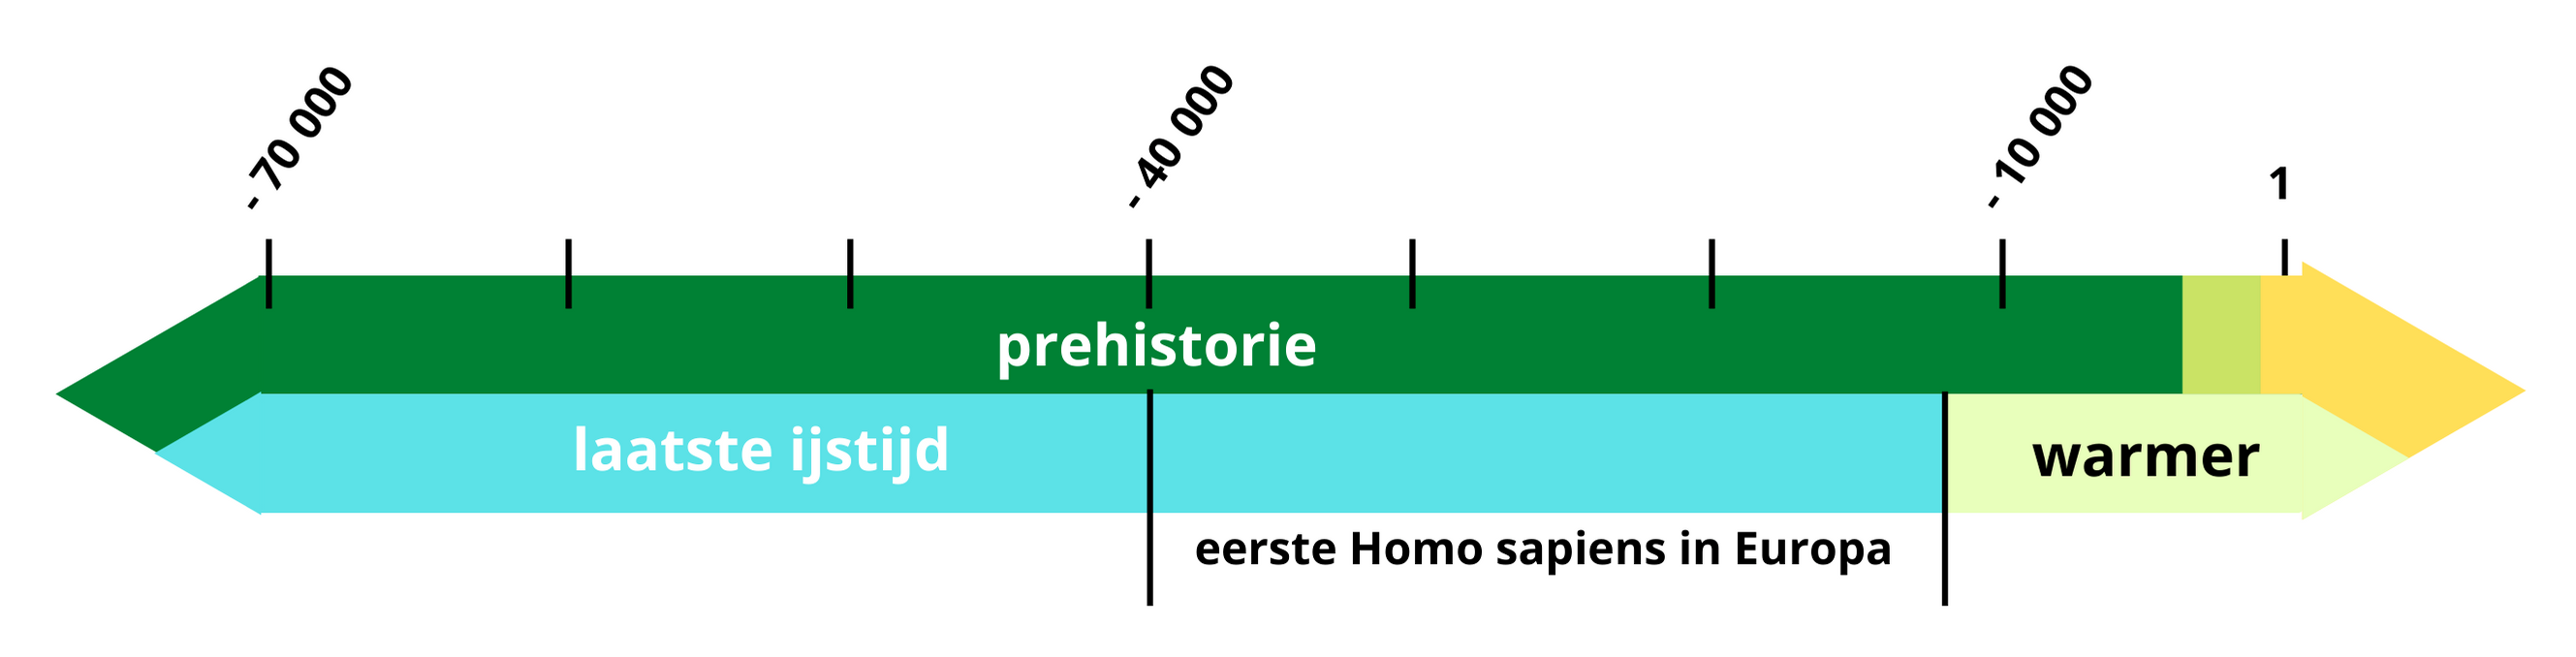 - 70 000
- 40 000
- 10 000
1
prehistorie
laatste ijstijd
warmer
eerste Homo sapiens in Europa